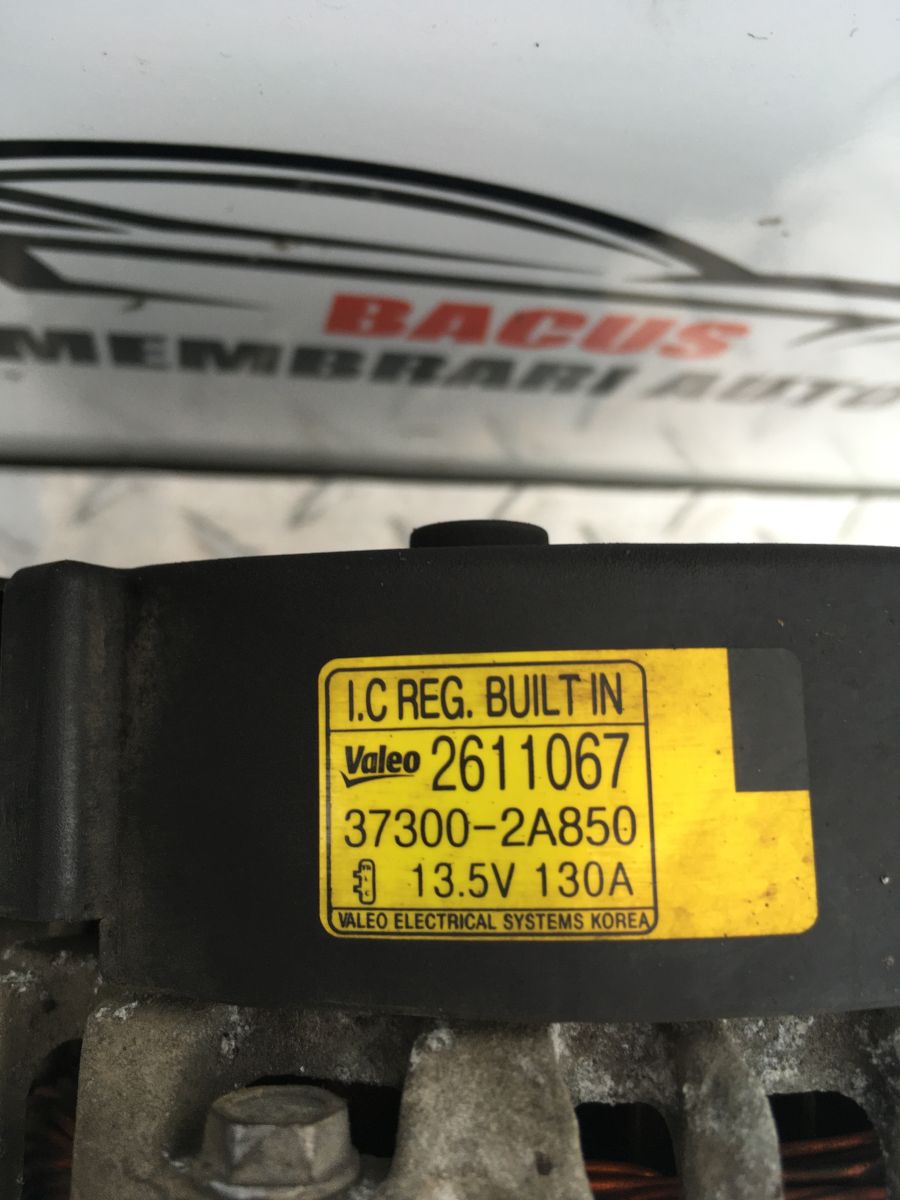 BACUS
MEMBRARI AUTO
I.C REG. BUILT IN
Valeo 2611067
37300-2A850
13.5V 130A
VALEO ELECTRICAL SYSTEMS KOREA